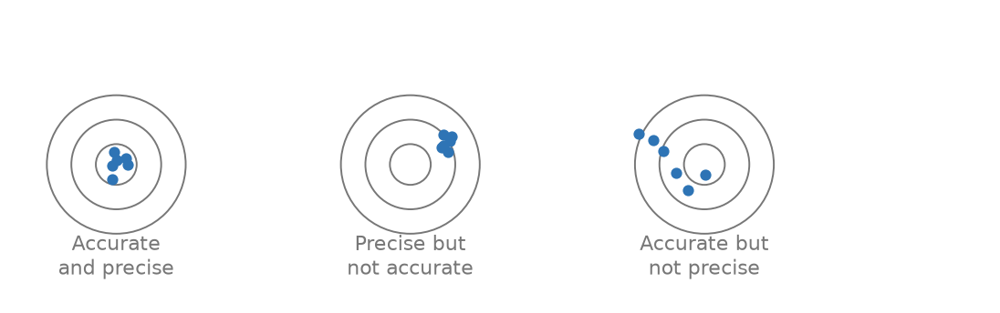 Accurate
and precise
Precise but
not accurate
Accurate but
not precise